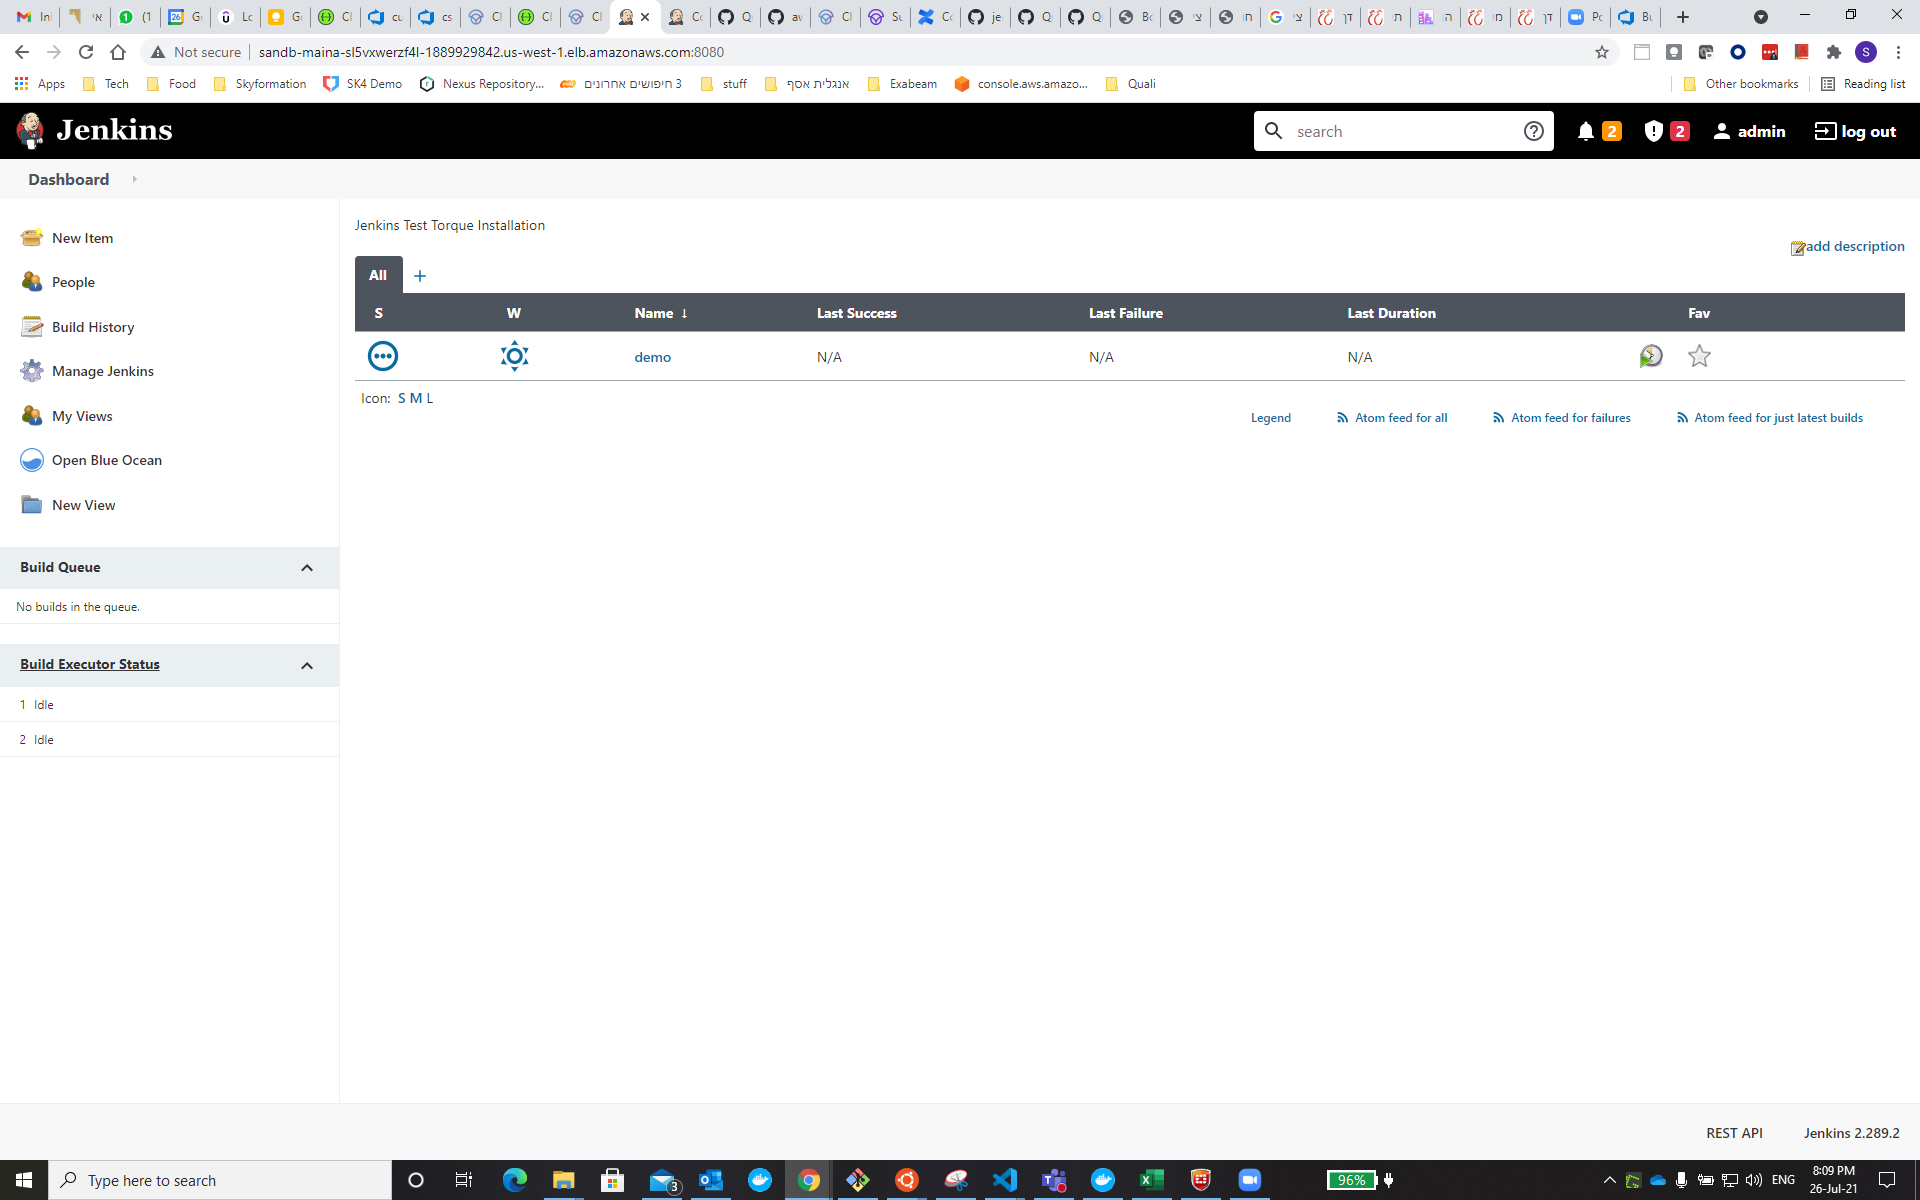 Not secure
sandb-maina-sl5vxwerzf4l-1889929842.us-west-1.elb.amazonaws.com:8080
Apps
Tech
Food
Skyformation
SK4 Demo
Nexus Repository...
3 חיפושים אחרונים
stuff
אנגלית אסף
Exabeam
console.aws.amazo...
Quali
Other bookmarks
Reading list
Jenkins
search
2
2
admin
log out
Dashboard
New Item
People
Build History
Manage Jenkins
My Views
Open Blue Ocean
New View
Build Queue
No builds in the queue.
Build Executor Status
1 Idle
2 Idle
Jenkins Test Torque Installation
add description
All +
S W Name ↓ Last Success Last Failure Last Duration Fav
demo N/A N/A N/A
Icon: S M L
Legend
Atom feed for all
Atom feed for failures
Atom feed for just latest builds
REST API
Jenkins 2.289.2
Type here to search
3
96%
ENG
8:09 PM
26-Jul-21